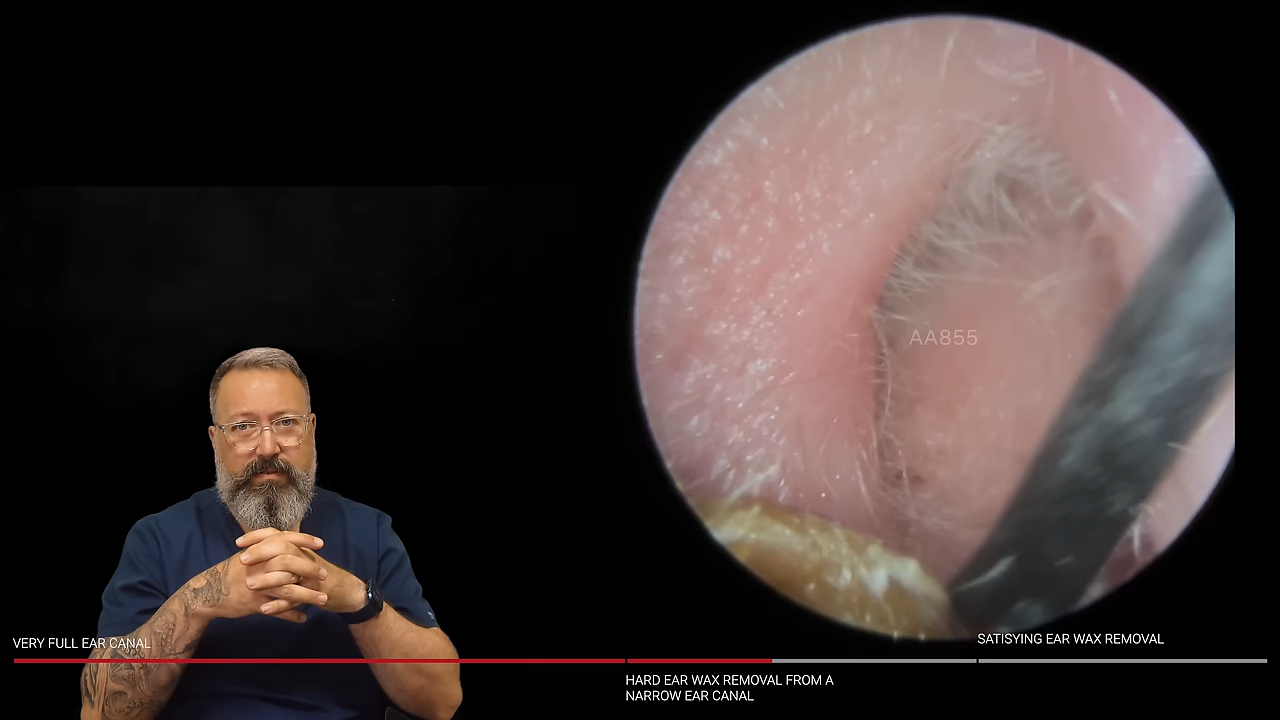 AA855
VERY FULL EAR CANAL
SATISYING EAR WAX REMOVAL
HARD EAR WAX REMOVAL FROM A
NARROW EAR CANAL